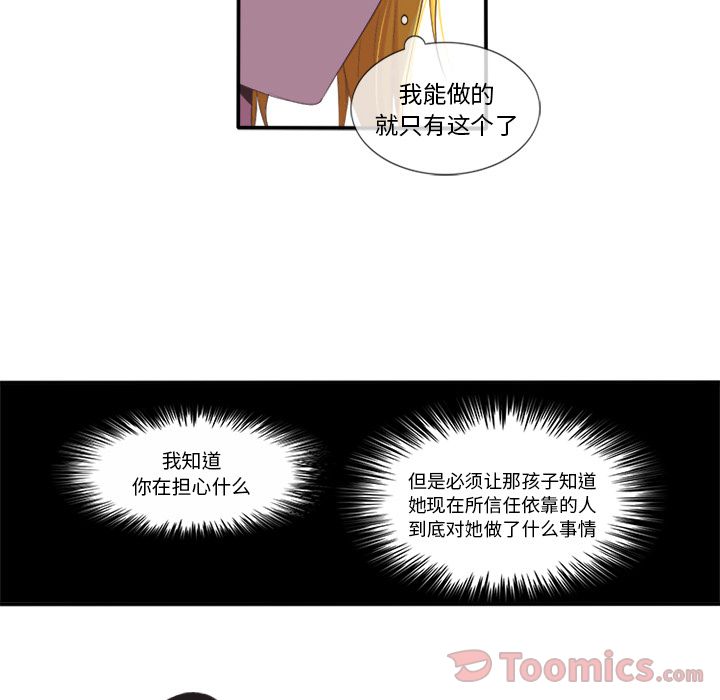 我能做的
就只有这个了
我知道
你在担心什么
但是必须让那孩子知道
她现在所信任依靠的人
到底对她做了什么事情
Toomics.com